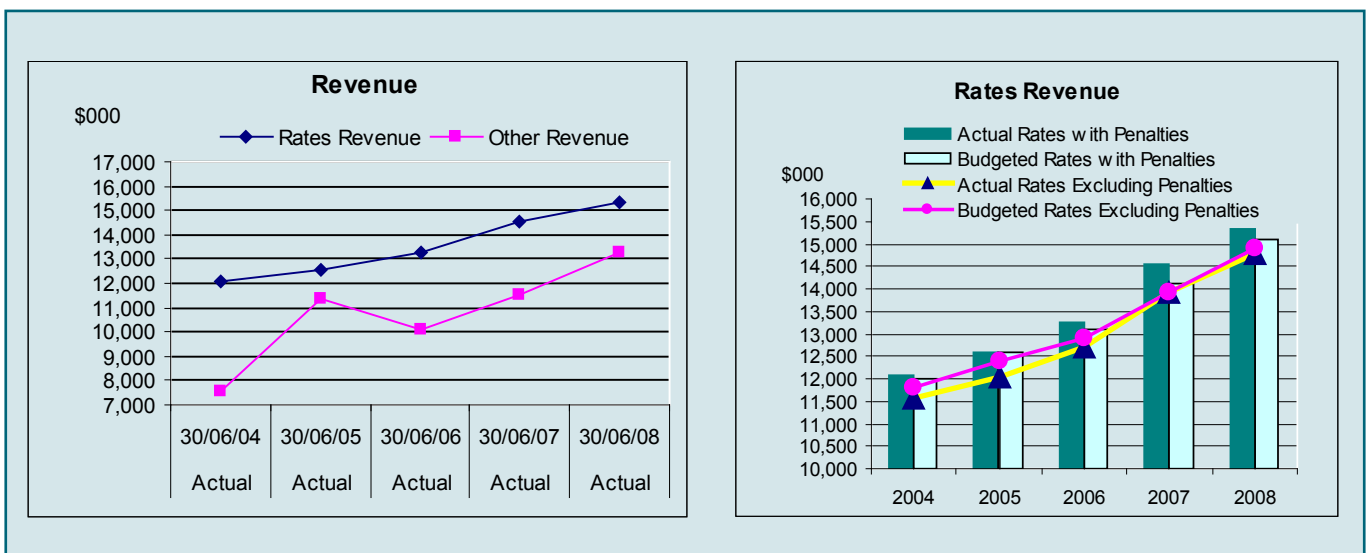 Revenue
$000
Rates Revenue Other Revenue
17,000
16,000
15,000
14,000
13,000
12,000
11,000
10,000
9,000
8,000
7,000
30/06/04 30/06/05 30/06/06 30/06/07 30/06/08
Actual Actual Actual Actual Actual
Rates Revenue
Actual Rates with Penalties
Budgeted Rates with Penalties
$000
Actual Rates Excluding Penalties
Budgeted Rates Excluding Penalties
16,000
15,500
15,000
14,500
14,000
13,500
13,000
12,500
12,000
11,500
11,000
10,500
10,000
2004 2005 2006 2007 2008